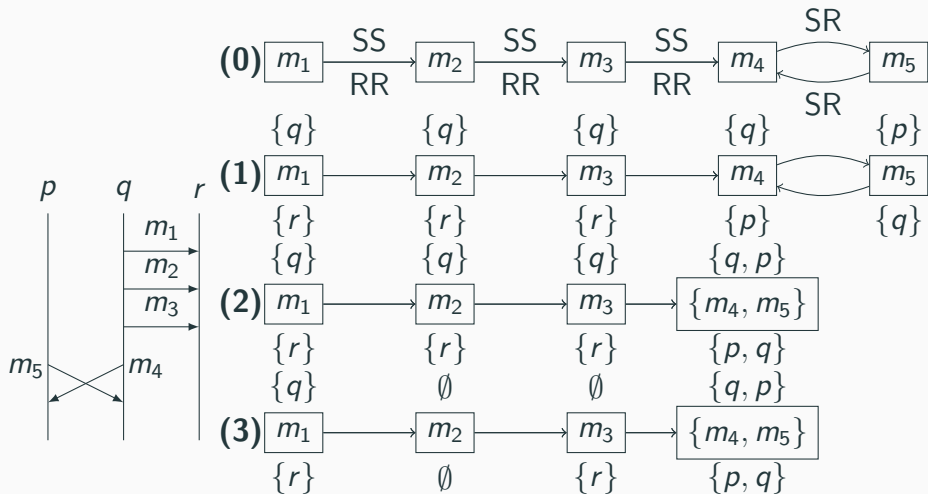 SS SS SS SR
(0) m₁ m₂ m₃ m₄ m₅
RR RR RR SR
{q} {q} {q} {q} {p}
(1) m₁ m₂ m₃ m₄ m₅
{r} {r} {r} {p} {q}
{q} {q} {q} {q, p}
(2) m₁ m₂ m₃ {m₄, m₅}
{r} {r} {r} {p, q}
{q} ∅ ∅ {q, p}
(3) m₁ m₂ m₃ {m₄, m₅}
{r} ∅ {r} {p, q}
p q r
m₁
m₂
m₃
m₅ m₄